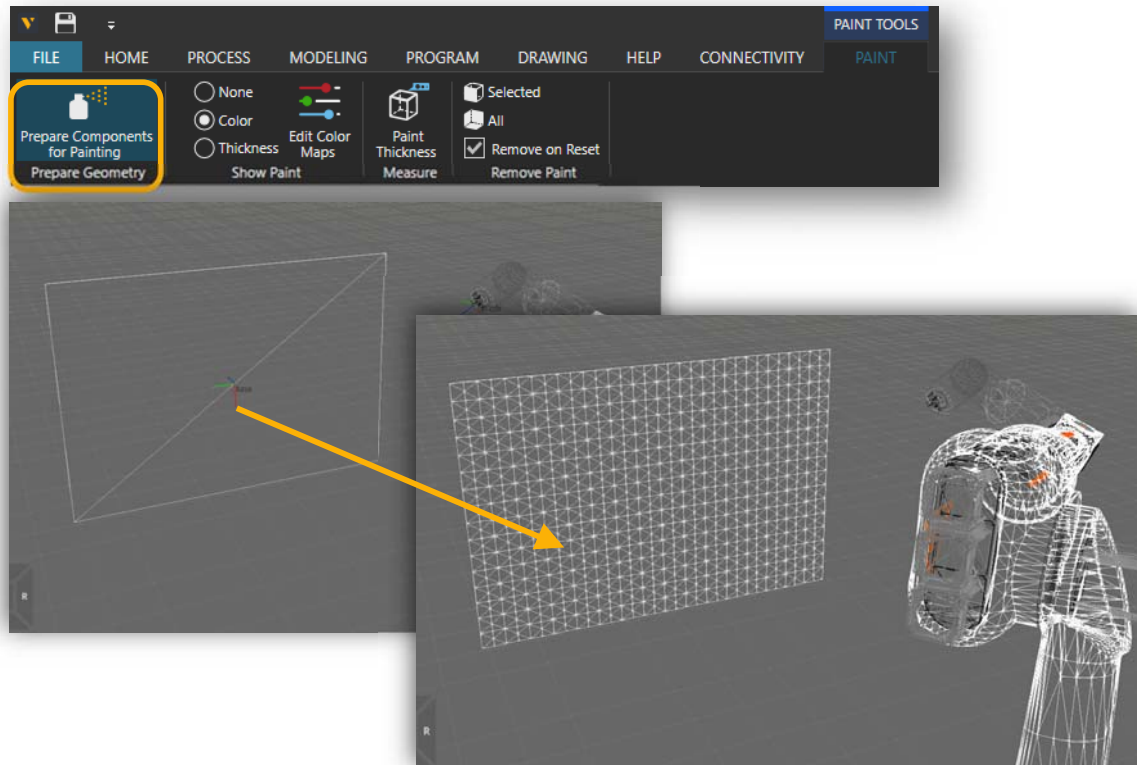 PAINT TOOLS
FILE HOME PROCESS MODELING PROGRAM DRAWING HELP CONNECTIVITY PAINT
Prepare Components
for Painting
Prepare Geometry
None
Color
Thickness
Edit Color
Maps
Show Paint
Paint
Thickness
Measure
Selected
All
Remove on Reset
Remove Paint
R
R